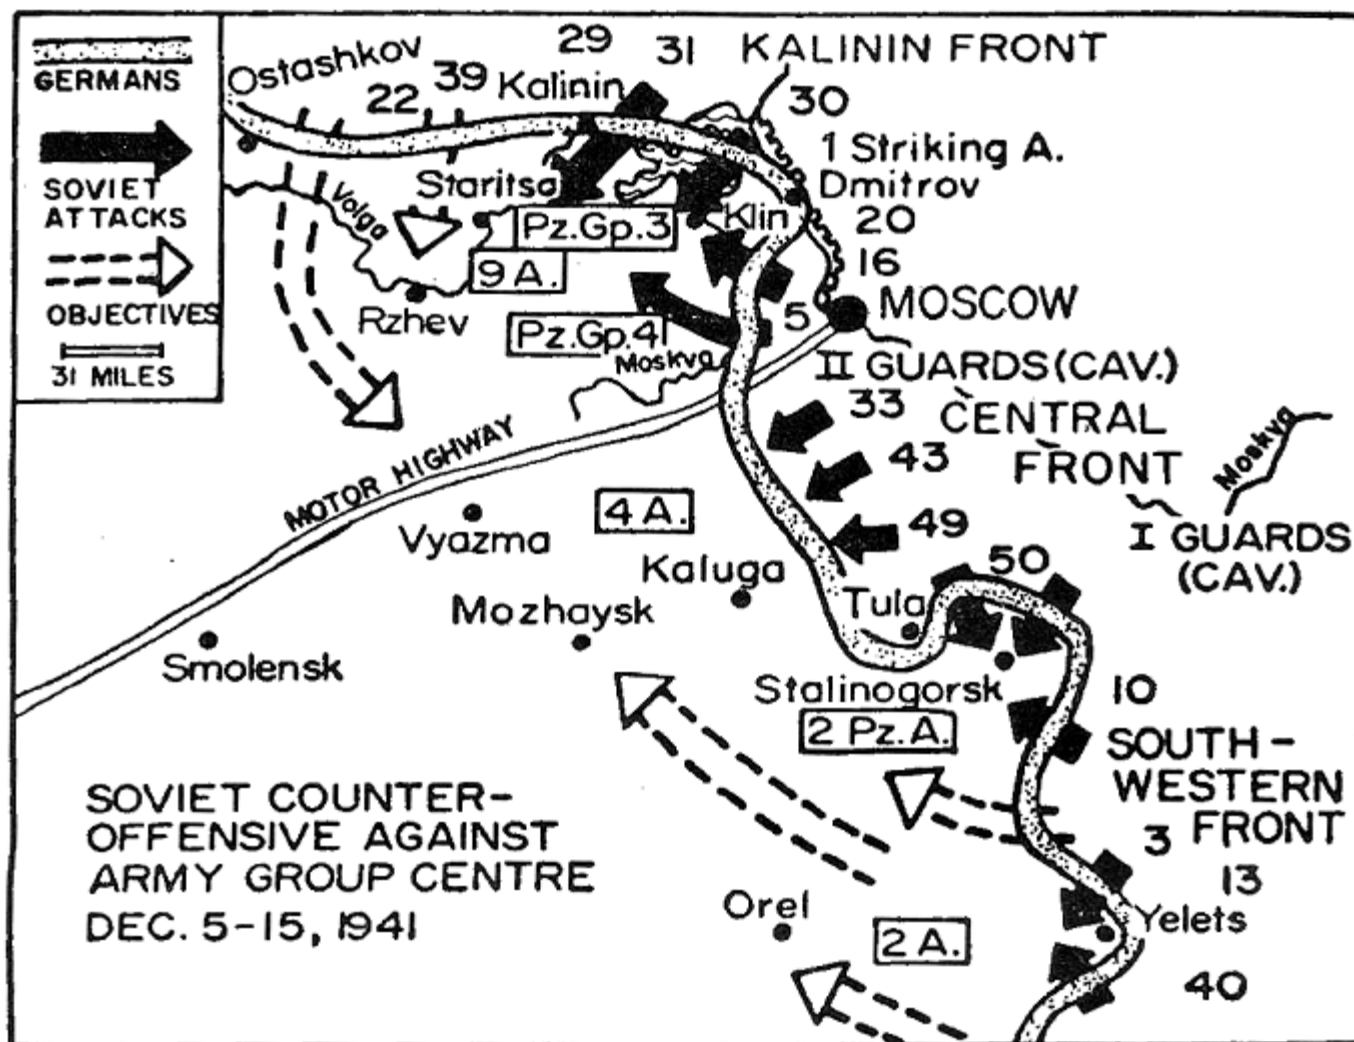 GERMANS
SOVIET
ATTACKS
OBJECTIVES
31 MILES
Ostashkov
22
39
29
Kalinin
31
KALININ FRONT
30
1 Striking A.
Dmitrov
Staritsa
Volga
Pz.Gp.3
Klin
20
9 A.
16
Rzhev
MOSCOW
Pz.Gp.4
5
Moskva
II GUARDS (CAV.)
33
CENTRAL
FRONT
Moskva
43
MOTOR HIGHWAY
4 A.
49
I GUARDS
(CAV.)
Vyazma
Kaluga
50
Mozhaysk
Tula
Smolensk
Stalinogorsk
10
2 Pz.A.
SOUTH-
WESTERN
FRONT
3
13
SOVIET COUNTER-
OFFENSIVE AGAINST
ARMY GROUP CENTRE
DEC. 5-15, 1941
Orel
2 A.
Yelets
40